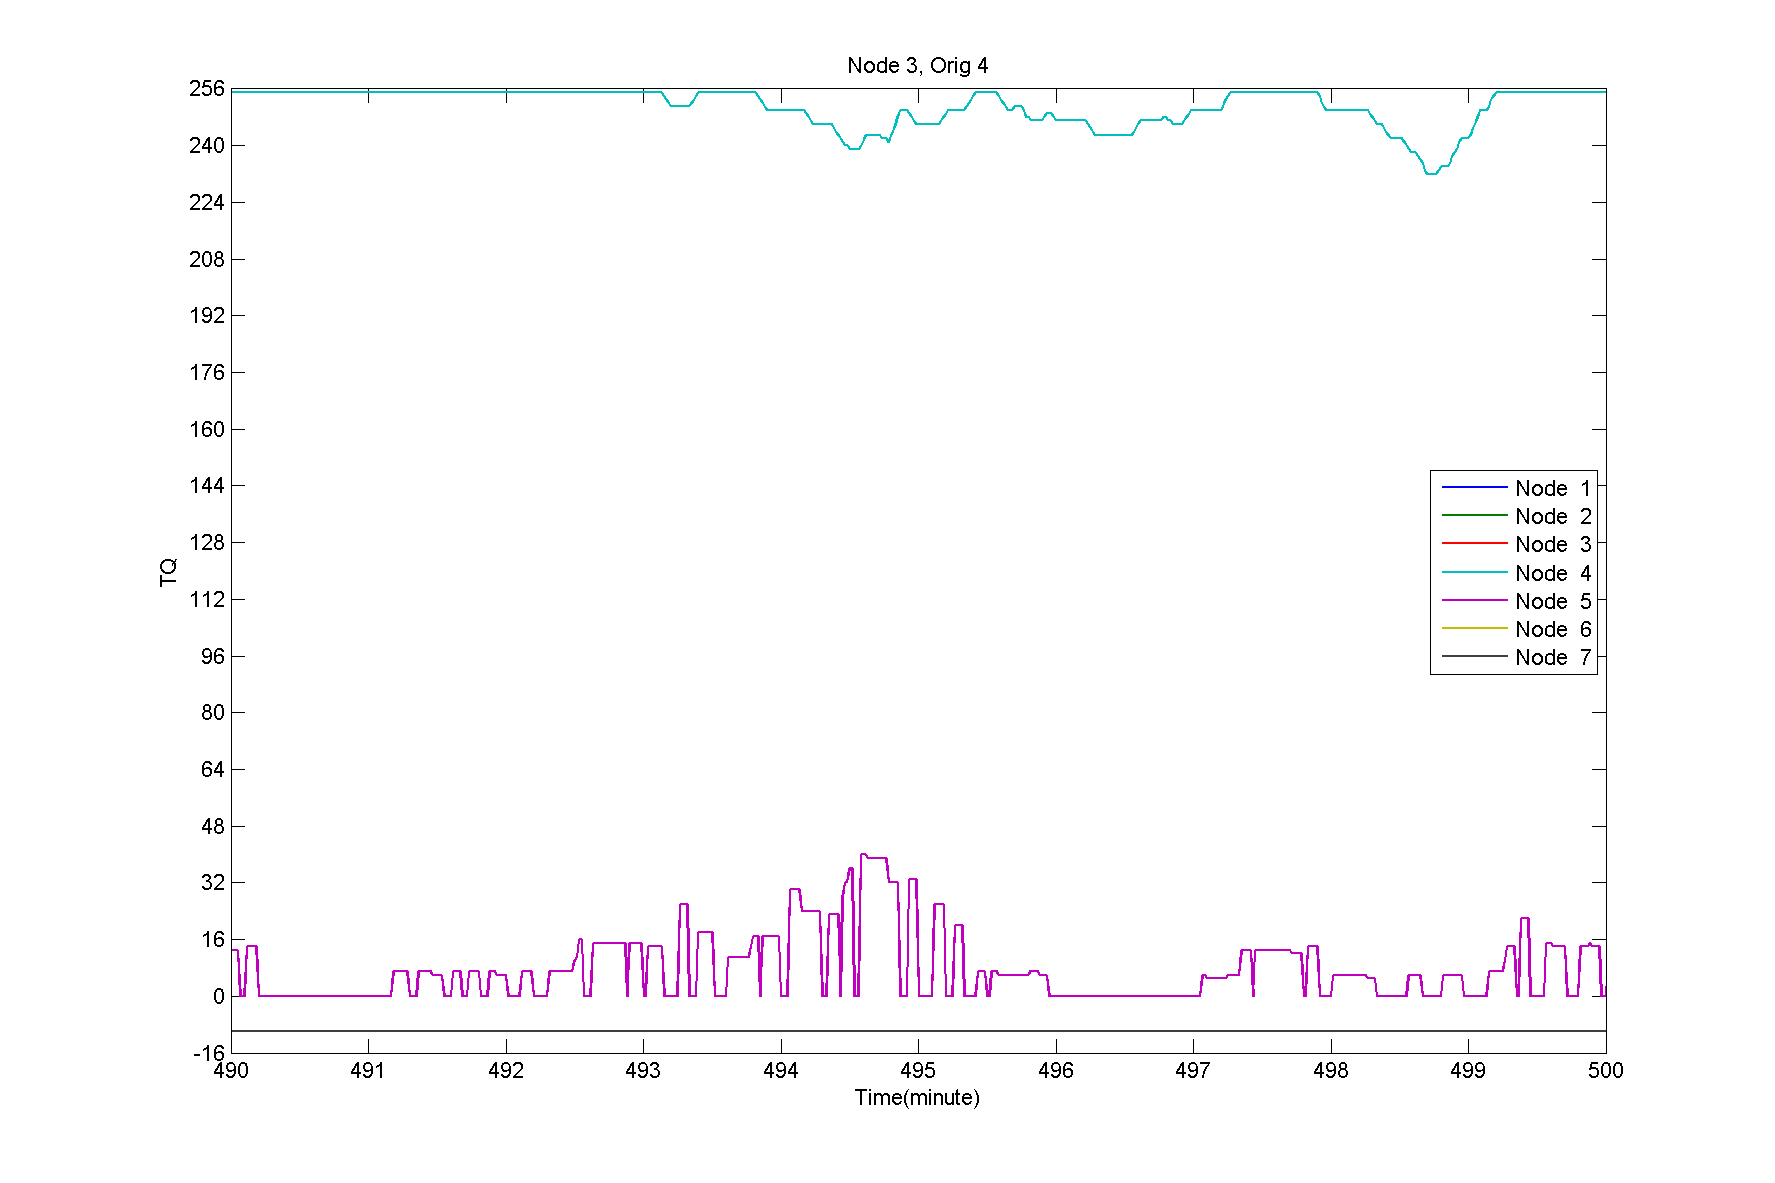 Node 3, Orig 4
256
240
224
208
192
176
160
144
128
112
96
80
64
48
32
16
0
-16
TQ
Node 1
Node 2
Node 3
Node 4
Node 5
Node 6
Node 7
490 491 492 493 494 495 496 497 498 499 500
Time(minute)